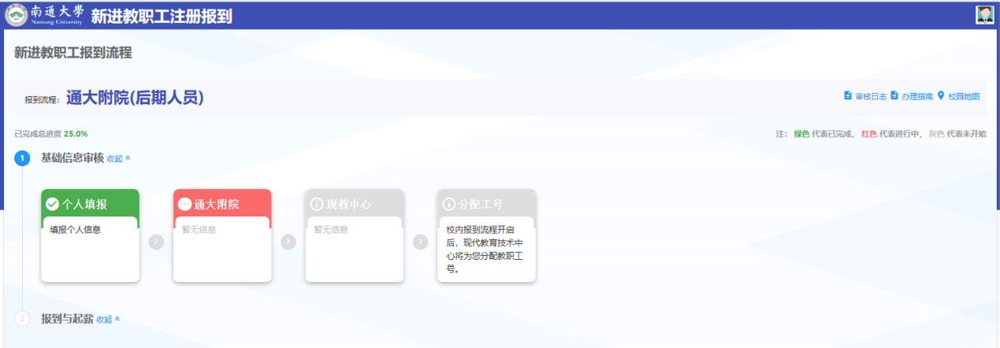 南通大學 新进教职工注册报到
Nantong University
新进教职工报到流程
报到流程： 通大附院(后期人员) 审核日志 办理指南 校园地图
已完成总进度 25.0% 注： 绿色 代表已完成， 红色 代表进行中， 灰色 代表未开始
1 基础信息审核 收起
个人填报 通大附院 现教中心 分配工号
填报个人信息 暂无信息 暂无信息 校内报到流程开启
后，现代教育技术中
心将为您分配教职工
号。
2 报到与起薪 收起